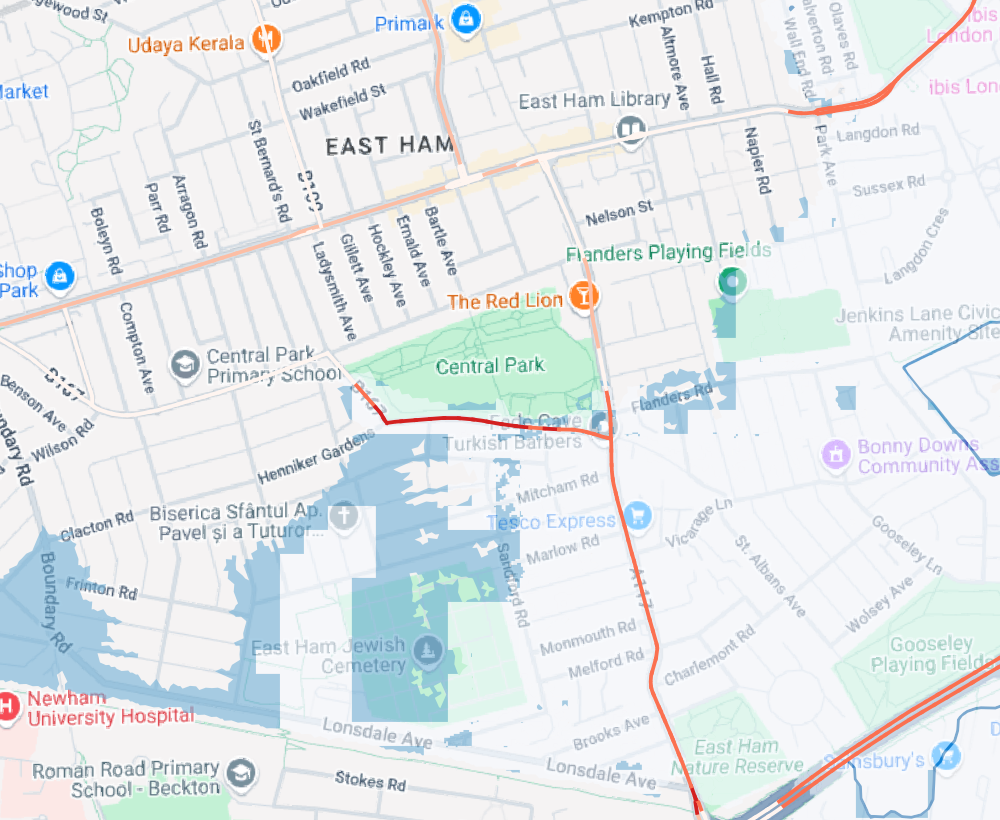 Kempton Rd
Olaves Rd
Primark
Udaya Kerala
Altmore Ave
Hall Rd
Wall End Rd
ibis
London
Oakfield Rd
Market
Wakefield St
East Ham Library
ibis Lon
EAST HAM
Langdon Rd
St Bernard's Rd
Napier Rd
Park Ave
Arragon Rd
Parr Rd
Sussex Rd
Boleyn Rd
Bartle Ave
Nelson St
Ernald Ave
Hockley Ave
Gillett Ave
Ladysmith Ave
Langdon Cres
Flanders Playing Fields
Shop
Park
The Red Lion
Compton Ave
Jenkins Lane Civic
Amenity Site
Central Park
Primary School
Central Park
B167
Benson Ave
Flanders Rd
Wilson Rd
Turkish Barbers
Henniker Gardens
Bonny Downs
Community Ass
Mitcham Rd
Clacton Rd
Biserica Sfântul Ap.
Pavel și a Tuturor...
Tesco Express
Vicarage Ln
Gooseley Ln
Marlow Rd
Sandford Rd
St. Albans Ave
Boundary Rd
Frinton Rd
A117
Wolsey Ave
East Ham Jewish
Cemetery
Monmouth Rd
Melford Rd
Charlemont Rd
Gooseley
Playing Fields
Newham
University Hospital
Lonsdale Ave
Brooks Ave
East Ham
Nature Reserve
Sainsbury's
Roman Road Primary
School - Beckton
Stokes Rd
Lonsdale Ave